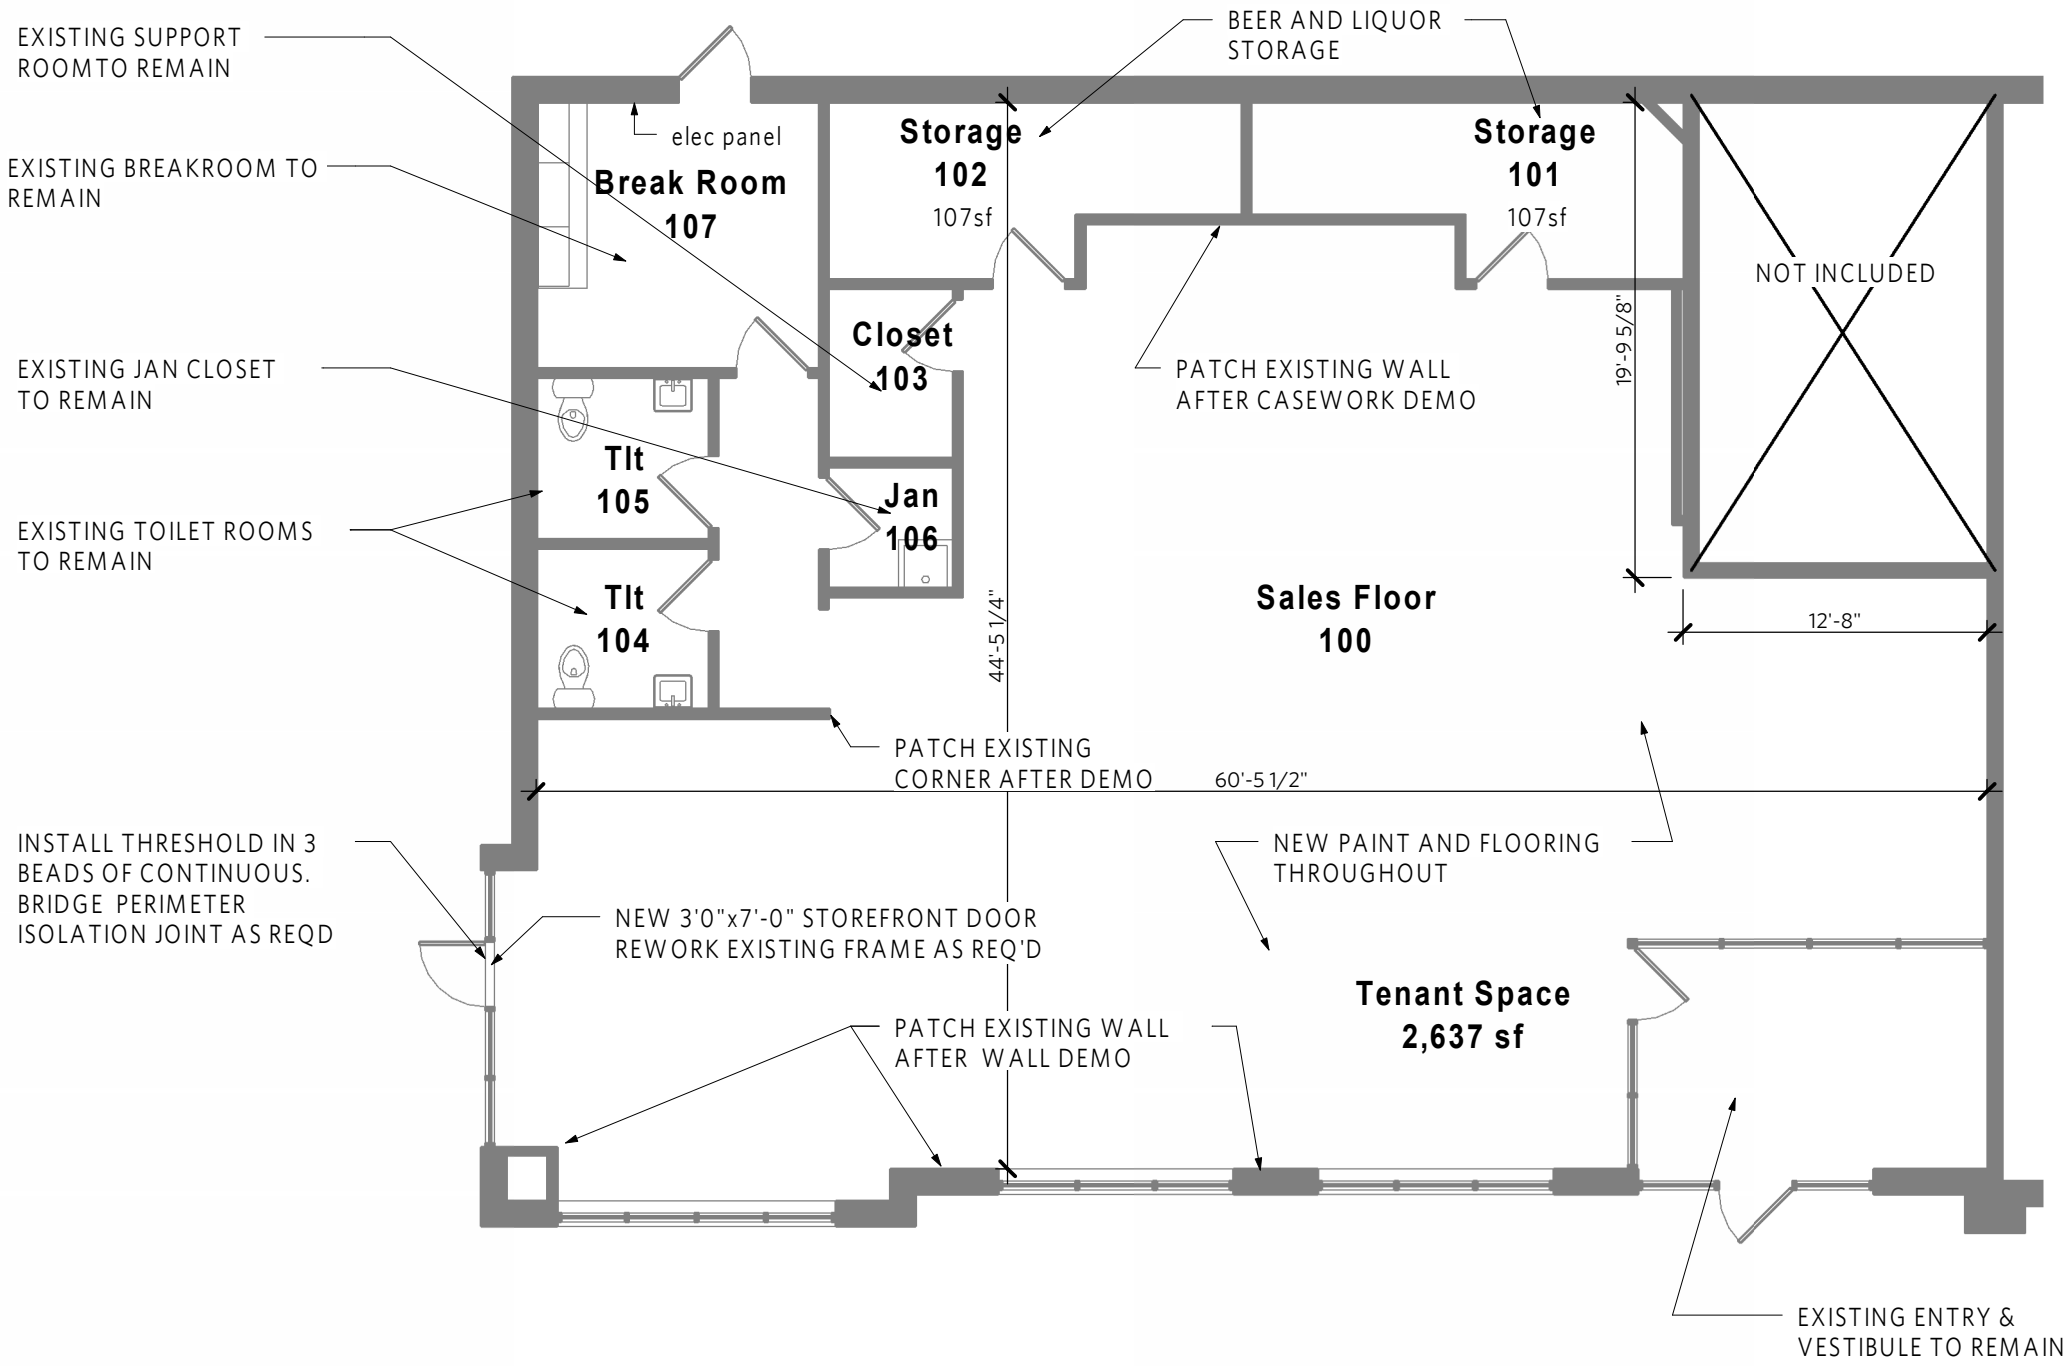 EXISTING SUPPORT
ROOMTO REMAIN
BEER AND LIQUOR
STORAGE
elec panel
Storage
102
107sf
Storage
101
107sf
EXISTING BREAKROOM TO
REMAIN
Break Room
107
NOT INCLUDED
19'-9 5/8"
Closet
103
EXISTING JAN CLOSET
TO REMAIN
PATCH EXISTING WALL
AFTER CASEWORK DEMO
Tlt
105
Jan
106
EXISTING TOILET ROOMS
TO REMAIN
Tlt
104
44'-5 1/4"
Sales Floor
100
12'-8"
PATCH EXISTING
CORNER AFTER DEMO
60'-5 1/2"
INSTALL THRESHOLD IN 3
BEADS OF CONTINUOUS.
BRIDGE PERIMETER
ISOLATION JOINT AS REQD
NEW PAINT AND FLOORING
THROUGHOUT
NEW 3'0"x7'-0" STOREFRONT DOOR
REWORK EXISTING FRAME AS REQ'D
Tenant Space
2,637 sf
PATCH EXISTING WALL
AFTER WALL DEMO
EXISTING ENTRY &
VESTIBULE TO REMAIN